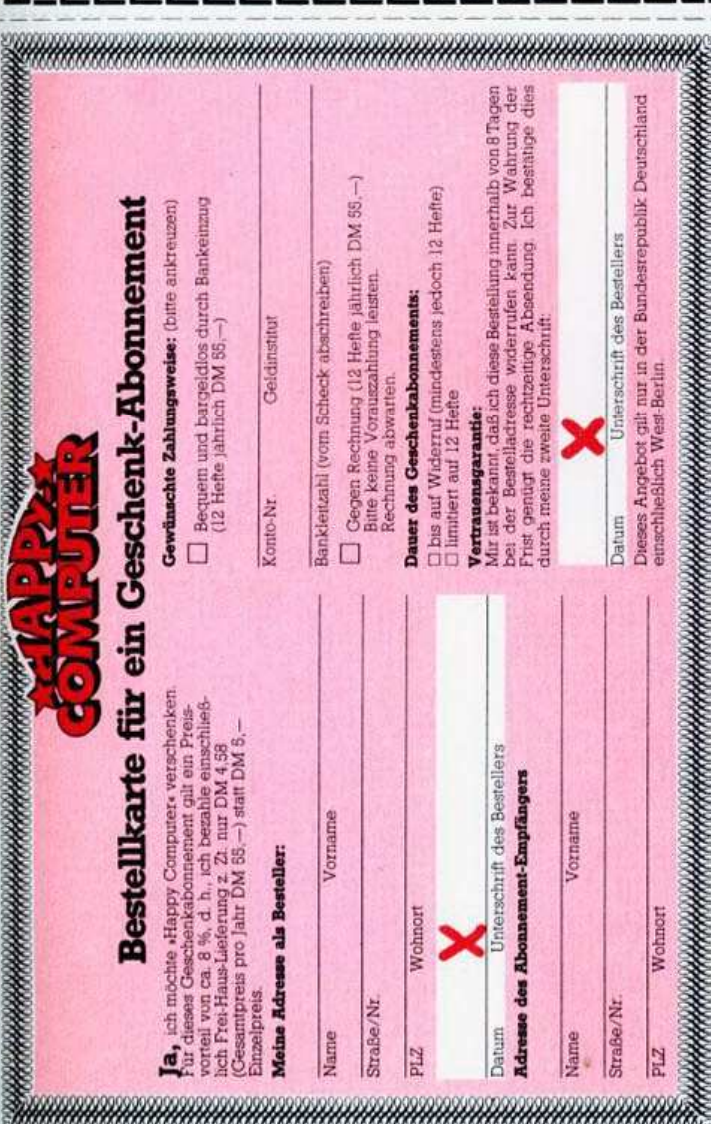 HAPPY
COMPUTER
Bestellkarte für ein Geschenk-Abonnement
Ja, ich möchte »Happy Computer« verschenken.
Für dieses Geschenkabonnement gilt ein Preis-
vorteil von ca. 8 %, d. h., ich bezahle einschließ-
lich Frei-Haus-Lieferung z. Zt. nur DM 4,58
(Gesamtpreis pro Jahr DM 55,—) statt DM 5,—
Einzelpreis.
Meine Adresse als Besteller:
Name Vorname
Straße/Nr.
PLZ Wohnort
X
Datum Unterschrift des Bestellers
Adresse des Abonnement-Empfängers
Name Vorname
Straße/Nr.
PLZ Wohnort
Gewünschte Zahlungsweise: (bitte ankreuzen)
Bequem und bargeldlos durch Bankeinzug
(12 Hefte jährlich DM 55,—)
Konto-Nr. Geldinstitut
Bankleitzahl (vom Scheck abschreiben)
Gegen Rechnung (12 Hefte jährlich DM 55,—)
Bitte keine Vorauszahlung leisten.
Rechnung abwarten.
Dauer des Geschenkabonnements:
bis auf Widerruf (mindestens jedoch 12 Hefte)
limitiert auf 12 Hefte
Vertrauensgarantie:
Mir ist bekannt, daß ich diese Bestellung innerhalb von 8 Tagen
bei der Bestelladresse widerrufen kann. Zur Wahrung der
Frist genügt die rechtzeitige Absendung. Ich bestätige dies
durch meine zweite Unterschrift:
X
Datum Unterschrift des Bestellers
Dieses Angebot gilt nur in der Bundesrepublik Deutschland
einschließlich West-Berlin.